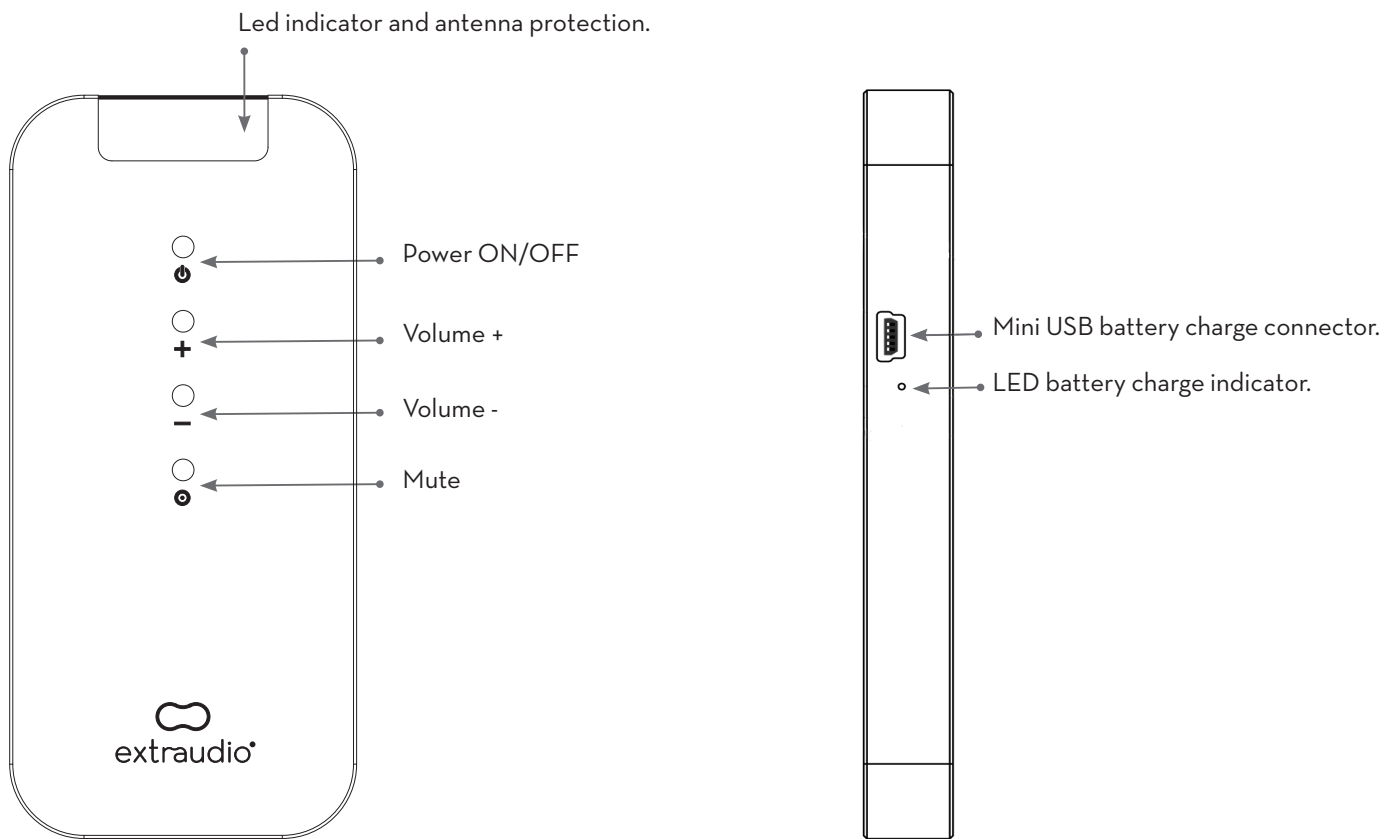 Led indicator and antenna protection.
Power ON/OFF
Volume +
+
Volume -
–
Mute
extraudio
Mini USB battery charge connector.
LED battery charge indicator.